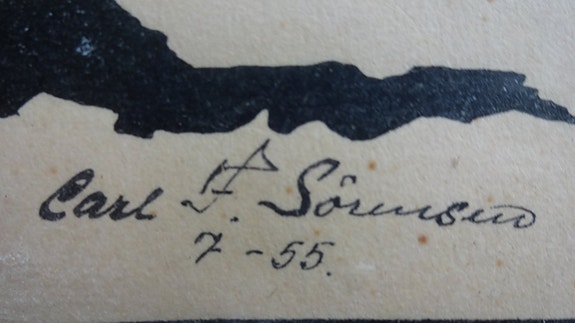 Carl F. Sörensen
7-55.